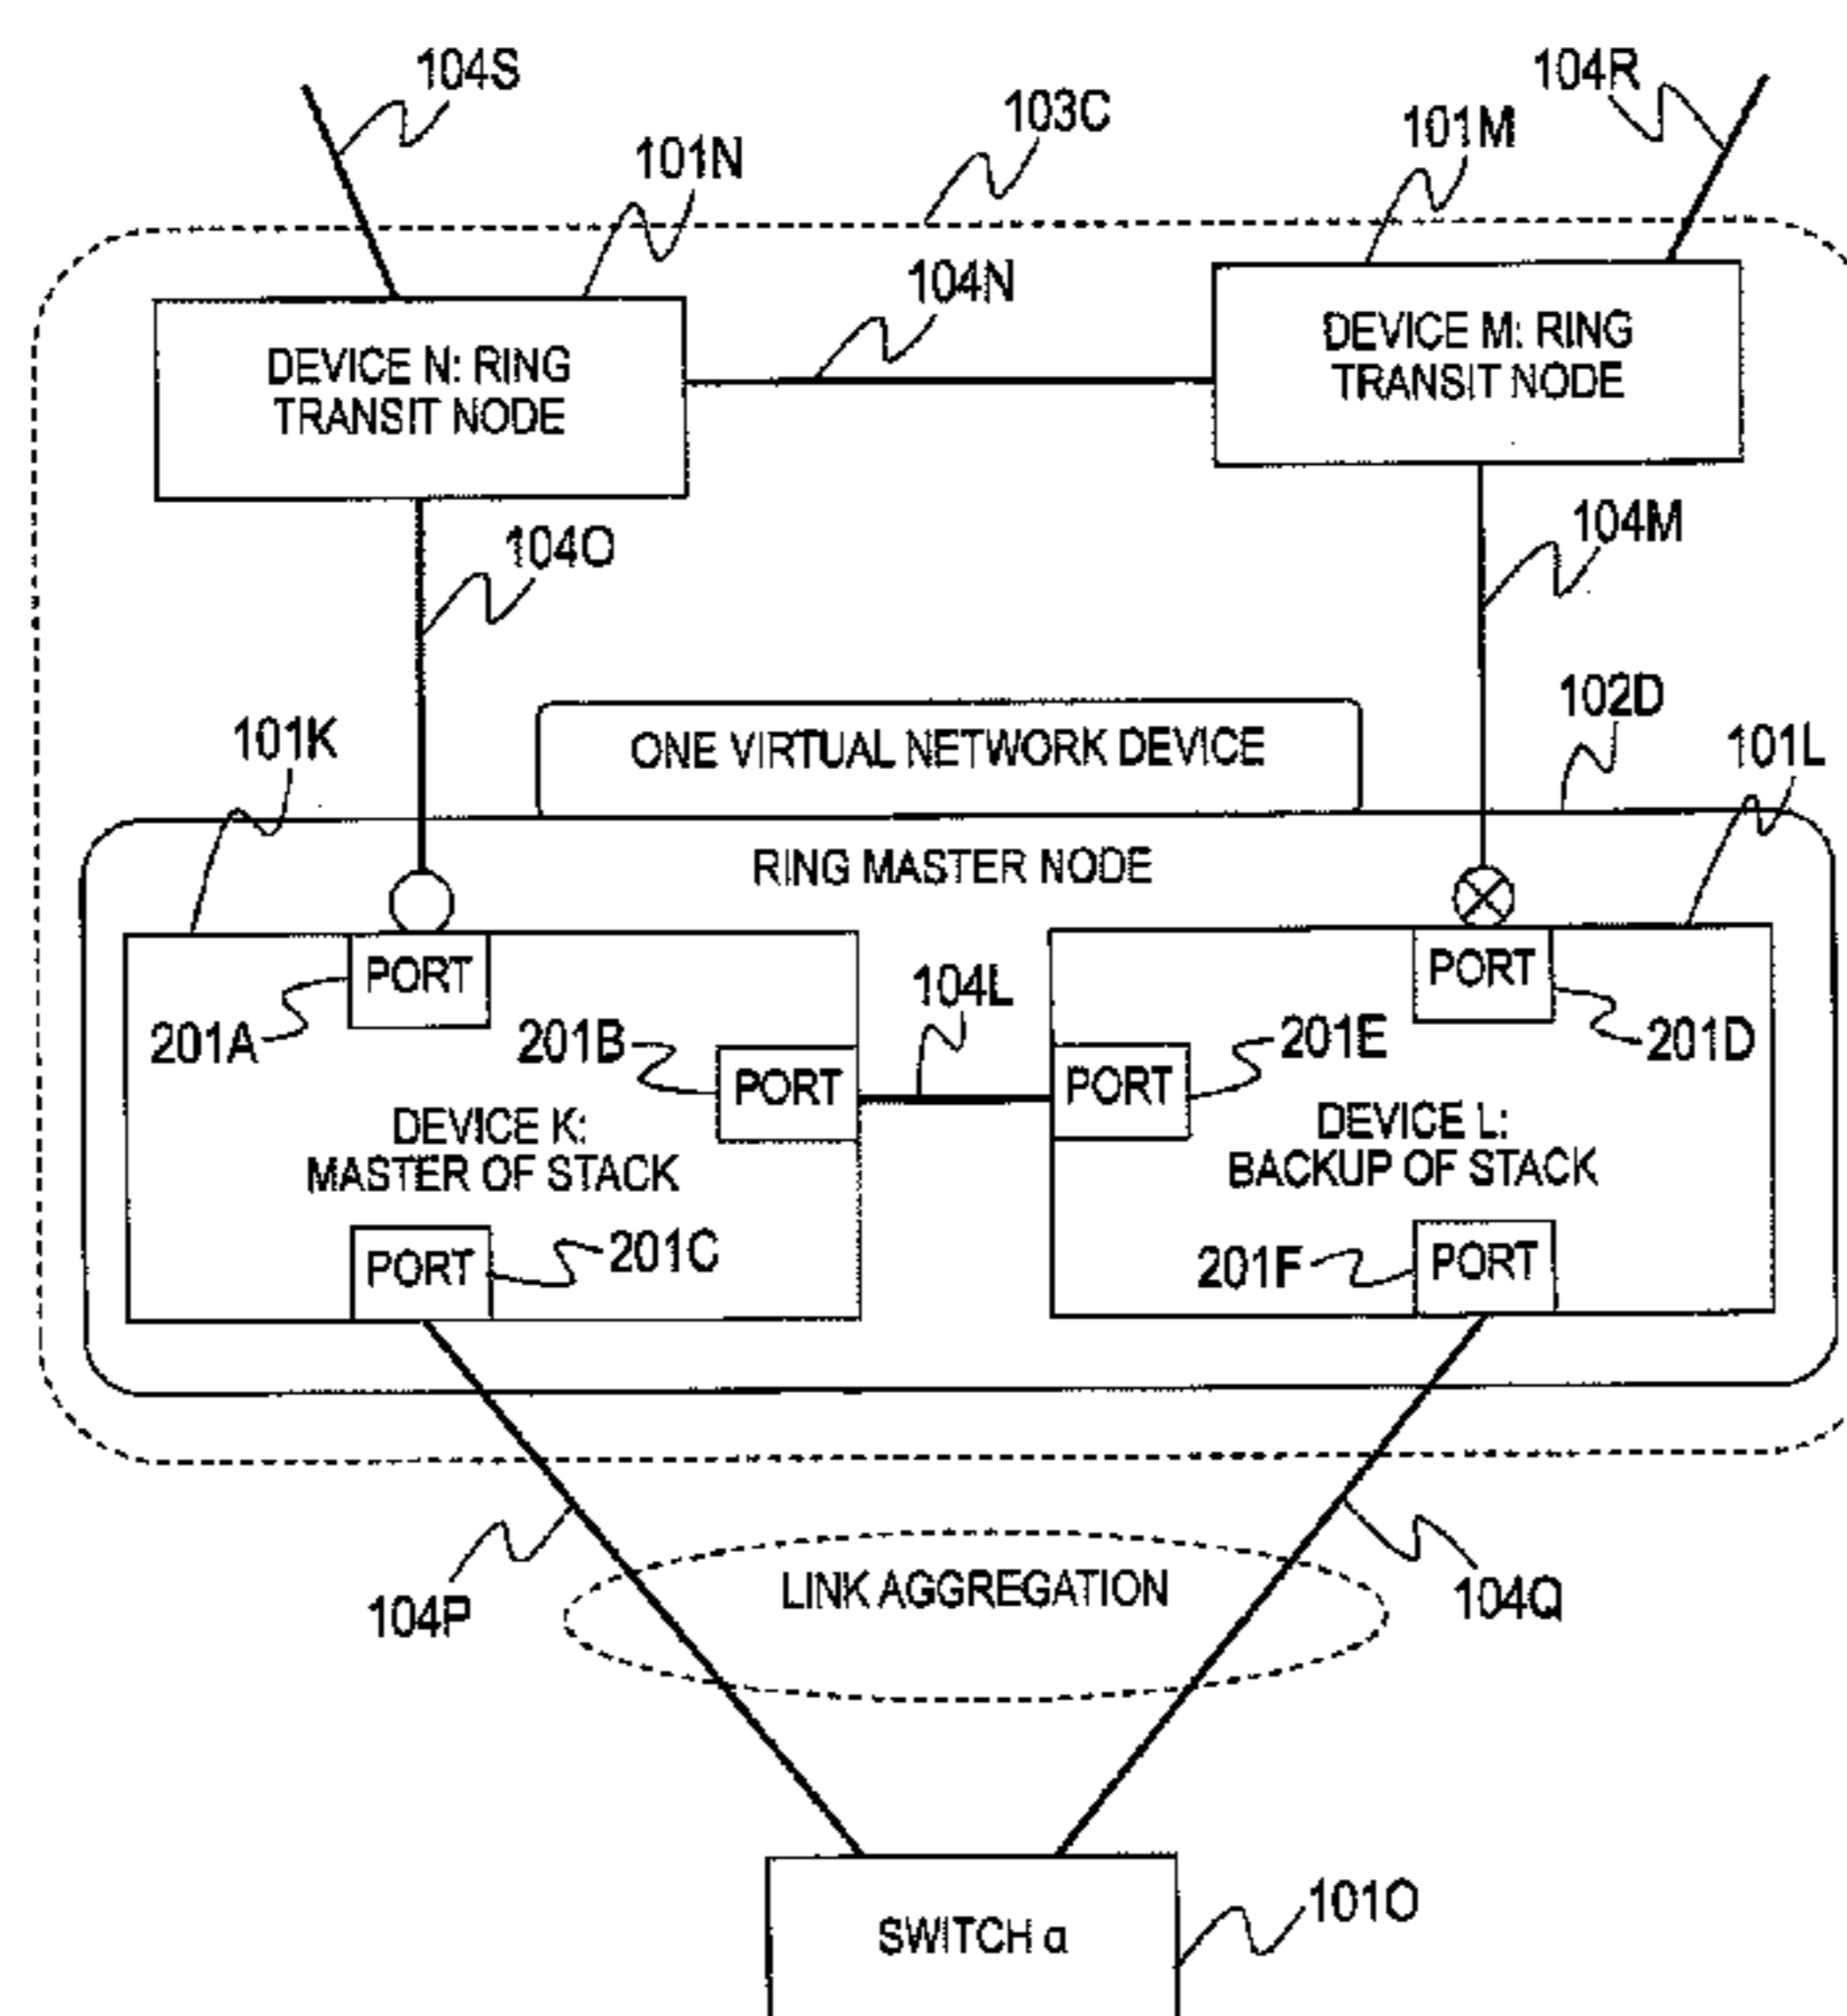 104S
104R
103C
101M
101N
104N
DEVICE N: RING
TRANSIT NODE
DEVICE M: RING
TRANSIT NODE
104O
104M
102D
101K
ONE VIRTUAL NETWORK DEVICE
101L
RING MASTER NODE
PORT
PORT
104L
201A
201B
201E
201D
PORT
PORT
DEVICE K:
MASTER OF STACK
DEVICE L:
BACKUP OF STACK
PORT
201C
201F
PORT
LINK AGGREGATION
104P
104Q
101O
SWITCH α